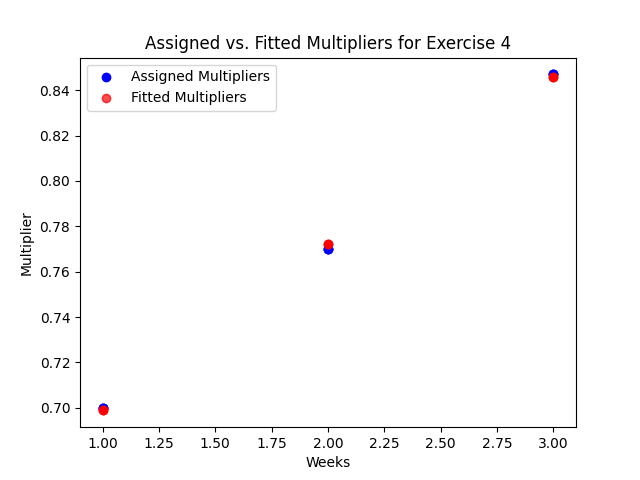 Assigned vs. Fitted Multipliers for Exercise 4
Assigned Multipliers
Fitted Multipliers
Multiplier
0.84
0.82
0.80
0.78
0.76
0.74
0.72
0.70
1.00 1.25 1.50 1.75 2.00 2.25 2.50 2.75 3.00
Weeks